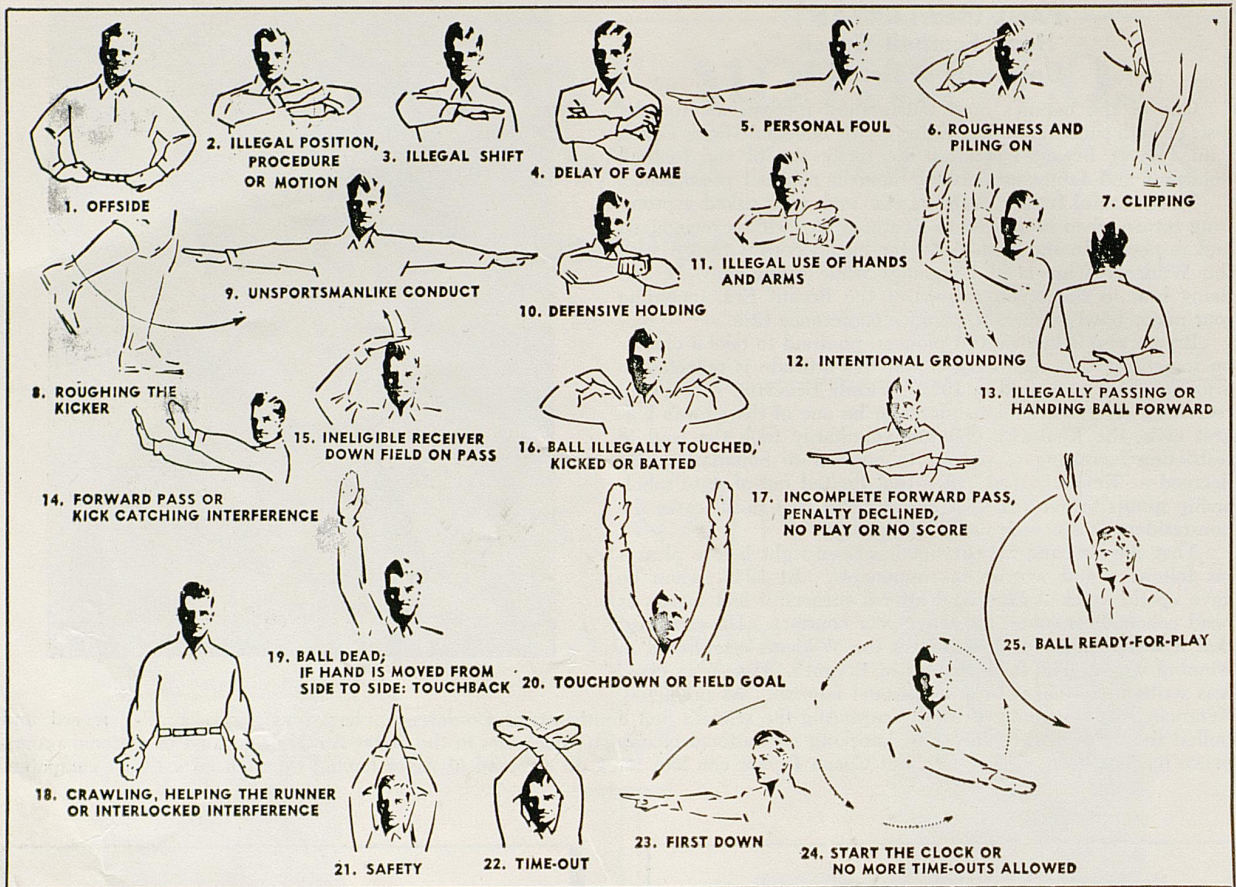 1. OFFSIDE
2. ILLEGAL POSITION,
PROCEDURE
OR MOTION
3. ILLEGAL SHIFT
4. DELAY OF GAME
5. PERSONAL FOUL
6. ROUGHNESS AND
PILING ON
7. CLIPPING
8. ROUGHING THE
KICKER
9. UNSPORTSMANLIKE CONDUCT
10. DEFENSIVE HOLDING
11. ILLEGAL USE OF HANDS
AND ARMS
12. INTENTIONAL GROUNDING
13. ILLEGALLY PASSING OR
HANDING BALL FORWARD
14. FORWARD PASS OR
KICK CATCHING INTERFERENCE
15. INELIGIBLE RECEIVER
DOWN FIELD ON PASS
16. BALL ILLEGALLY TOUCHED,
KICKED OR BATTED
17. INCOMPLETE FORWARD PASS,
PENALTY DECLINED,
NO PLAY OR NO SCORE
18. CRAWLING, HELPING THE RUNNER
OR INTERLOCKED INTERFERENCE
19. BALL DEAD;
IF HAND IS MOVED FROM
SIDE TO SIDE: TOUCHBACK
20. TOUCHDOWN OR FIELD GOAL
21. SAFETY
22. TIME-OUT
23. FIRST DOWN
24. START THE CLOCK OR
NO MORE TIME-OUTS ALLOWED
25. BALL READY-FOR-PLAY